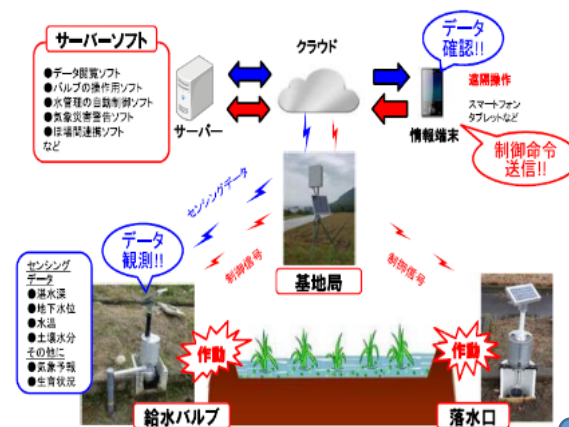 サーバーソフト
●データ閲覧ソフト
●バルブの操作用ソフト
●水管理の自動制御ソフト
●気象災害警告ソフト
●ほ場間連携ソフト
など
サーバー
クラウド
データ
確認!!
遠隔操作
スマートフォン
タブレットなど
情報端末
制御命令
送信!!
センシングデータ
制御信号
基地局
制御信号
データ
観測!!
センシング
データ
●湛水深
●地下水位
●水温
●土壌水分
その他に
●気象予報
●生育状況
作動
作動
給水バルブ
落水口